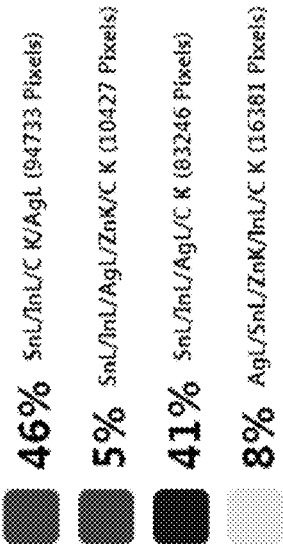 46% SnL/InL/C K/AgL (94733 Pixels)
5% SnL/InL/AgL/ZnK/C K (10427 Pixels)
41% SnL/InL/AgL/C K (83246 Pixels)
8% AgL/SnL/ZnK/InL/C K (16381 Pixels)